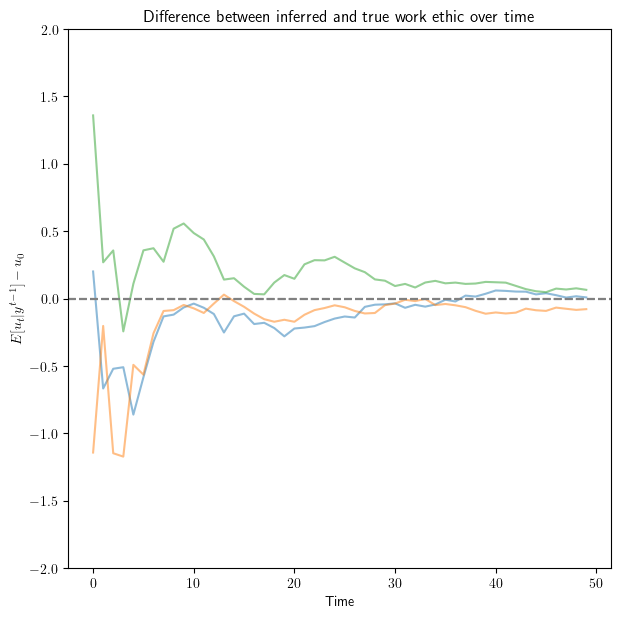 Difference between inferred and true work ethic over time
2.0
1.5
1.0
0.5
0.0
−0.5
−1.0
−1.5
−2.0
E[u_t|y^{t−1}] − u_0
0 10 20 30 40 50
Time